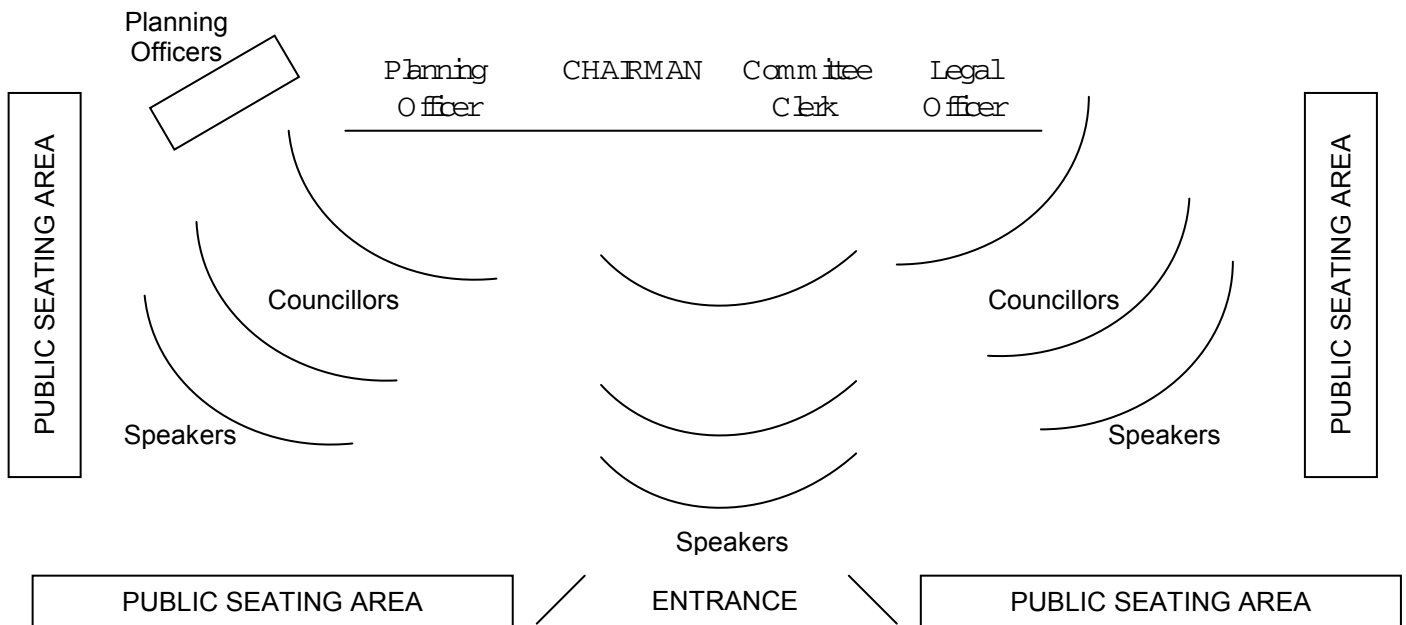 Planning
Officers
Planning
Officer
CHAIRMAN
Committee
Clerk
Legal
Officer
PUBLIC SEATING AREA
PUBLIC SEATING AREA
Councillors
Councillors
Speakers
Speakers
Speakers
PUBLIC SEATING AREA
ENTRANCE
PUBLIC SEATING AREA